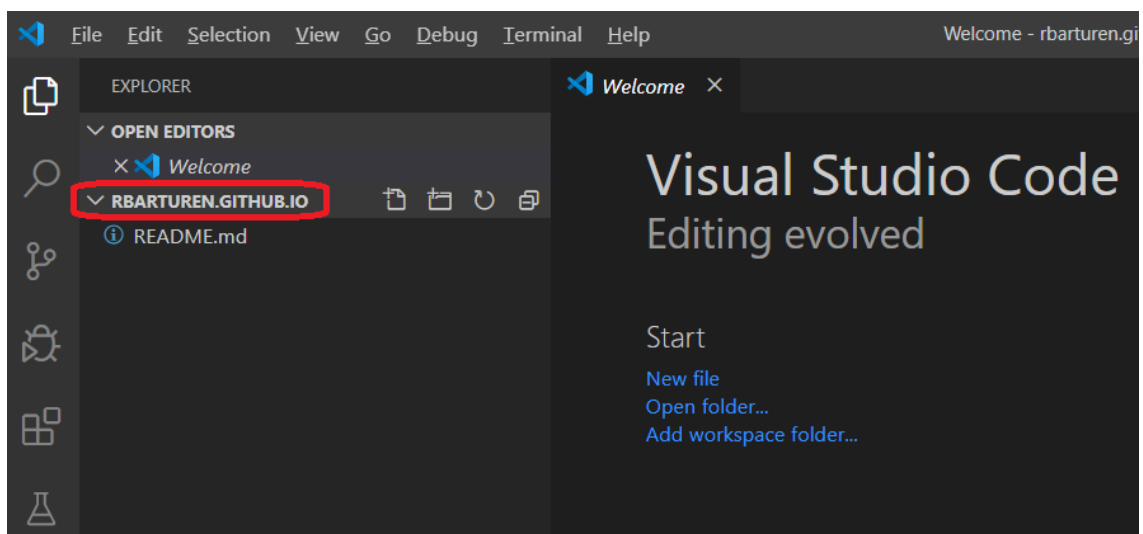 File Edit Selection View Go Debug Terminal Help Welcome - rbarturen.gi
EXPLORER
Welcome
OPEN EDITORS
Welcome
RBARTUREN.GITHUB.IO
README.md
Visual Studio Code
Editing evolved
Start
New file
Open folder...
Add workspace folder...